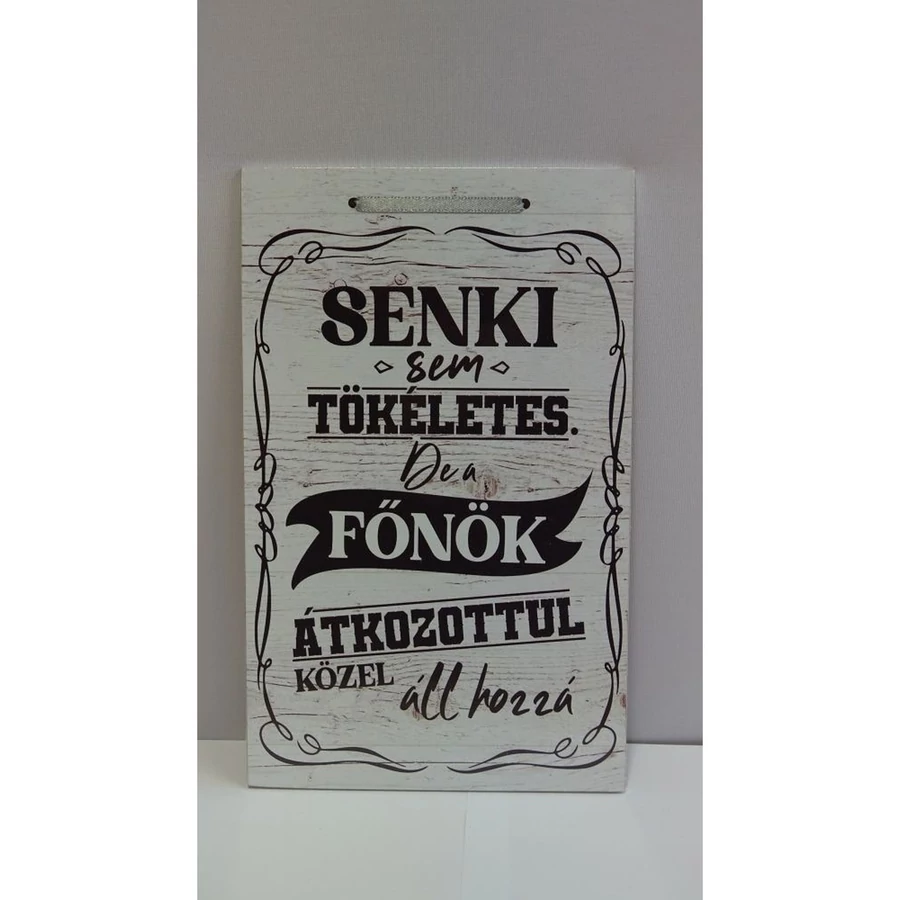 SENKI
sem
TÖKÉLETES.
De a
FŐNÖK
ÁTKOZOTTUL
KÖZEL
áll hozzá